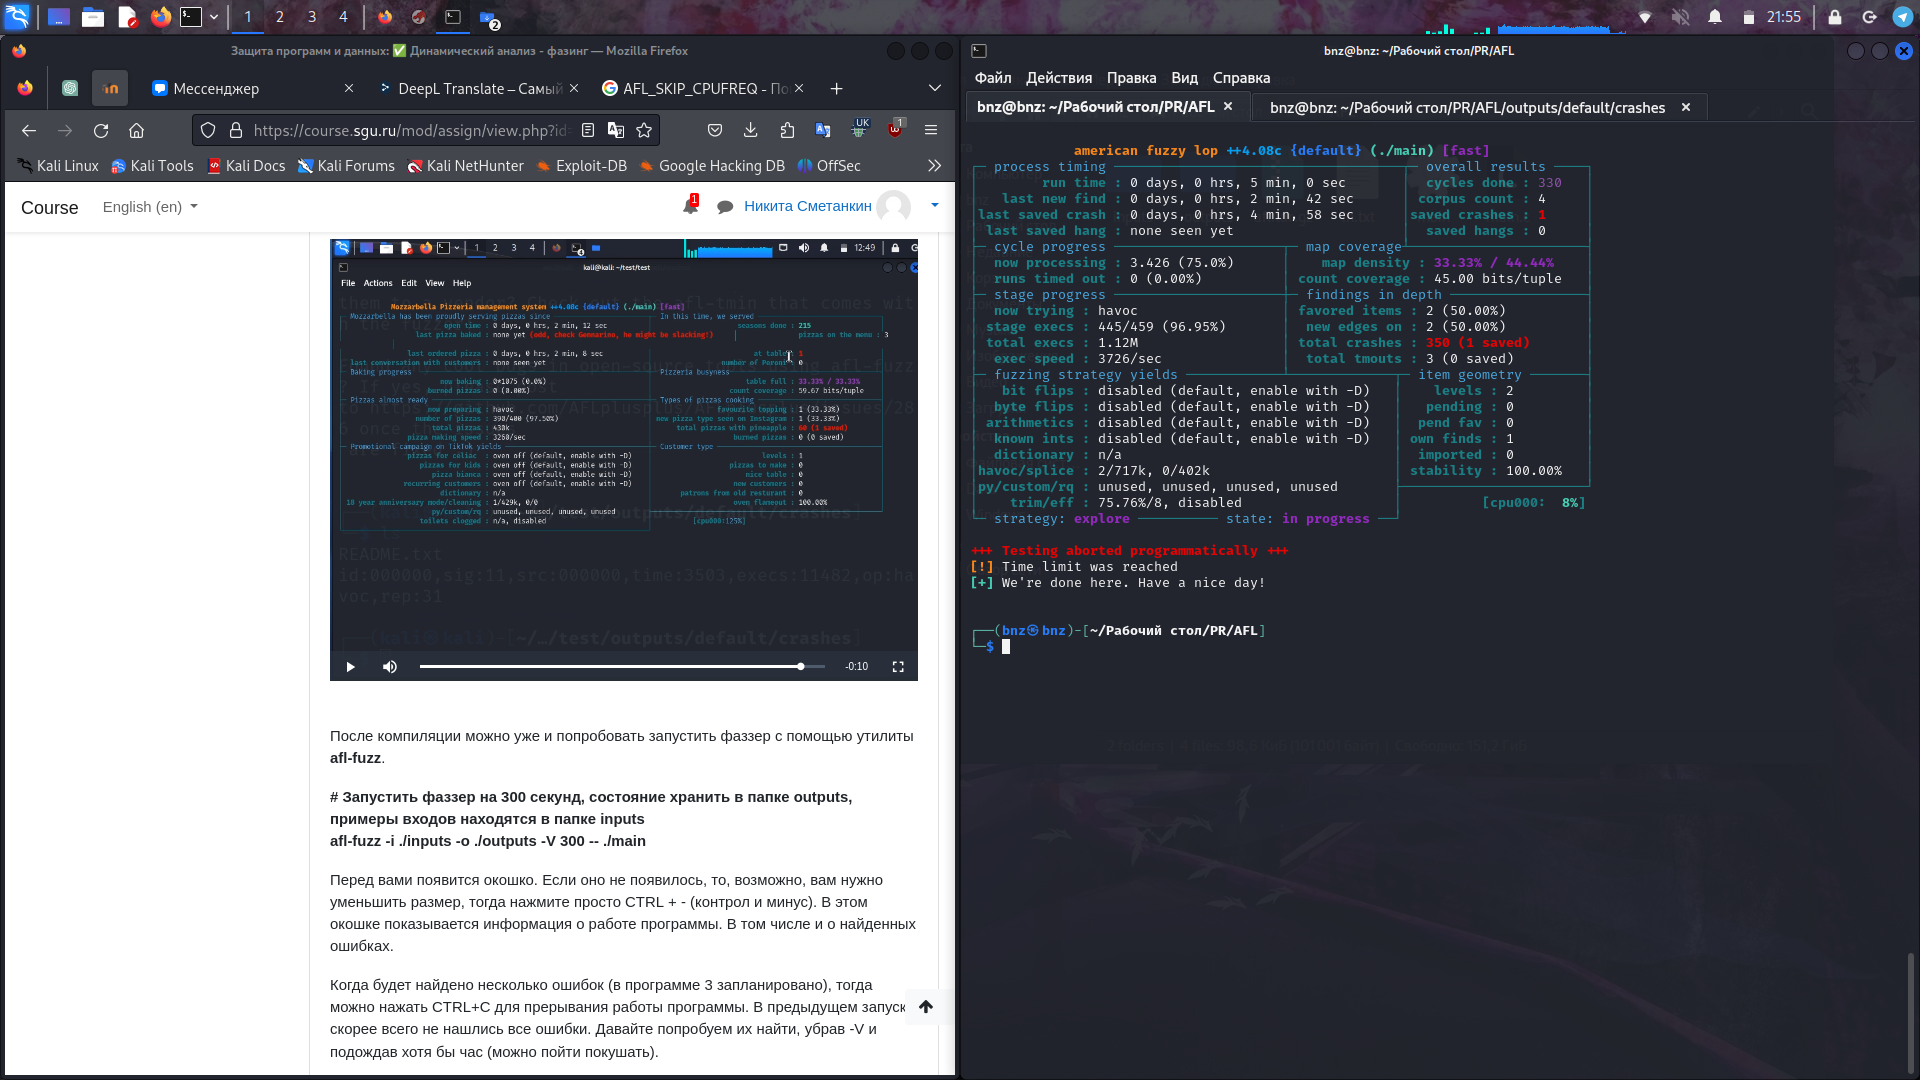 1 2 3 4
2
21:55
Защита программ и данных: ✅ Динамический анализ - фазинг — Mozilla Firefox
Мессенджер
DeepL Translate – Самый
AFL_SKIP_CPUFREQ - По
https://course.sgu.ru/mod/assign/view.php?id=
UK
1
Kali Linux Kali Tools Kali Docs Kali Forums Kali NetHunter Exploit-DB Google Hacking DB OffSec
Course English (en) 1 Никита Сметанкин
1 2 3 4 12:49
kali@kali: ~/test/test
File Actions Edit View Help
Mozzarbella Pizzeria management system ++4.08c {default} (./main) [fast]
Mozzarbella has been proudly serving pizzas since In this time, we served
open time : 0 days, 0 hrs, 2 min, 12 sec seasons done : 215
last pizza baked : none yet (odd, check Gennarino, he might be slacking!) pizzas on the menu : 3
last ordered pizza : 0 days, 0 hrs, 2 min, 8 sec at table : 1
last conversation with customers : none seen yet number of Peroni : 0
Baking progress Pizzeria busyness
now baking : 0*1075 (0.0%) table full : 33.33% / 33.33%
burned pizzas : 0 (0.00%) count coverage : 59.67 bits/tuple
Pizzas almost ready Types of pizzas cooking
now preparing : havoc favourite topping : 1 (33.33%)
number of pizzas : 390/400 (97.50%) new pizza type seen on Instagram : 1 (33.33%)
total pizzas : 430k total pizzas with pineapple : 60 (1 saved)
pizza making speed : 3260/sec burned pizzas : 0 (0 saved)
Promotional campaign on TikTok yields Customer type
pizzas for celiac : oven off (default, enable with -D) levels : 1
pizzas for kids : oven off (default, enable with -D) pizzas to make : 0
pizza bianca : oven off (default, enable with -D) nice table : 0
recurring customers : oven off (default, enable with -D) new customers : 0
dictionary : n/a patrons from old resturant : 0
18 year anniversary mode/cleaning : 1/429k, 0/0 oven flameout : 100.00%
py/custom/rq : unused, unused, unused, unused
toilets clogged : n/a, disabled [cpu000:125%]
README.txt
id:000000,sig:11,src:000000,time:3503,execs:11482,op:ha
voc,rep:31
(kali㉿kali)-[~/…/test/outputs/default/crashes]
-0:10
После компиляции можно уже и попробовать запустить фаззер с помощью утилиты
afl-fuzz.
# Запустить фаззер на 300 секунд, состояние хранить в папке outputs,
примеры входов находятся в папке inputs
afl-fuzz -i ./inputs -o ./outputs -V 300 -- ./main
Перед вами появится окошко. Если оно не появилось, то, возможно, вам нужно
уменьшить размер, тогда нажмите просто CTRL + - (контрол и минус). В этом
окошке показывается информация о работе программы. В том числе и о найденных
ошибках.
Когда будет найдено несколько ошибок (в программе 3 запланировано), тогда
можно нажать CTRL+C для прерывания работы программы. В предыдущем запуск
скорее всего не нашлись все ошибки. Давайте попробуем их найти, убрав -V и
подождав хотя бы час (можно пойти покушать).
bnz@bnz: ~/Рабочий стол/PR/AFL
Файл Действия Правка Вид Справка
bnz@bnz: ~/Рабочий стол/PR/AFL
bnz@bnz: ~/Рабочий стол/PR/AFL/outputs/default/crashes
american fuzzy lop ++4.08c {default} (./main) [fast]
process timing overall results
run time : 0 days, 0 hrs, 5 min, 0 sec cycles done : 330
last new find : 0 days, 0 hrs, 2 min, 42 sec corpus count : 4
last saved crash : 0 days, 0 hrs, 4 min, 58 sec saved crashes : 1
last saved hang : none seen yet saved hangs : 0
cycle progress map coverage
now processing : 3.426 (75.0%) map density : 33.33% / 44.44%
runs timed out : 0 (0.00%) count coverage : 45.00 bits/tuple
stage progress findings in depth
now trying : havoc favored items : 2 (50.00%)
stage execs : 445/459 (96.95%) new edges on : 2 (50.00%)
total execs : 1.12M total crashes : 350 (1 saved)
exec speed : 3726/sec total tmouts : 3 (0 saved)
fuzzing strategy yields item geometry
bit flips : disabled (default, enable with -D) levels : 2
byte flips : disabled (default, enable with -D) pending : 0
arithmetics : disabled (default, enable with -D) pend fav : 0
known ints : disabled (default, enable with -D) own finds : 1
dictionary : n/a imported : 0
havoc/splice : 2/717k, 0/402k stability : 100.00%
py/custom/rq : unused, unused, unused, unused
trim/eff : 75.76%/8, disabled [cpu000: 8%]
strategy: explore state: in progress
+++ Testing aborted programmatically +++
[!] Time limit was reached
[+] We're done here. Have a nice day!
(bnz㉿bnz)-[~/Рабочий стол/PR/AFL]
$